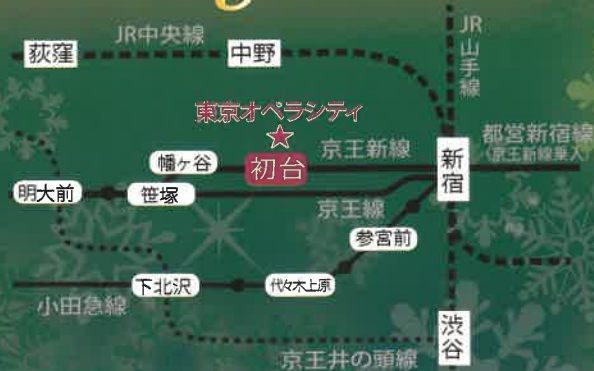 JR中央線
荻窪
中野
JR山手線
東京オペラシティ
都営新宿線
(京王新線乗入)
幡ヶ谷
初台
京王新線
新宿
明大前
笹塚
京王線
参宮前
下北沢
代々木上原
小田急線
渋谷
京王井の頭線